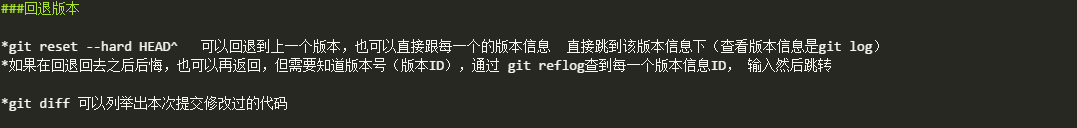 ###回退版本
*git reset --hard HEAD^   可以回退到上一个版本，也可以直接跟每一个的版本信息  直接跳到该版本信息下（查看版本信息是git log）
*如果在回退回去之后后悔，也可以再返回，但需要知道版本号（版本ID），通过 git reflog查到每一个版本信息ID， 输入然后跳转
*git diff 可以列举出本次提交修改过的代码